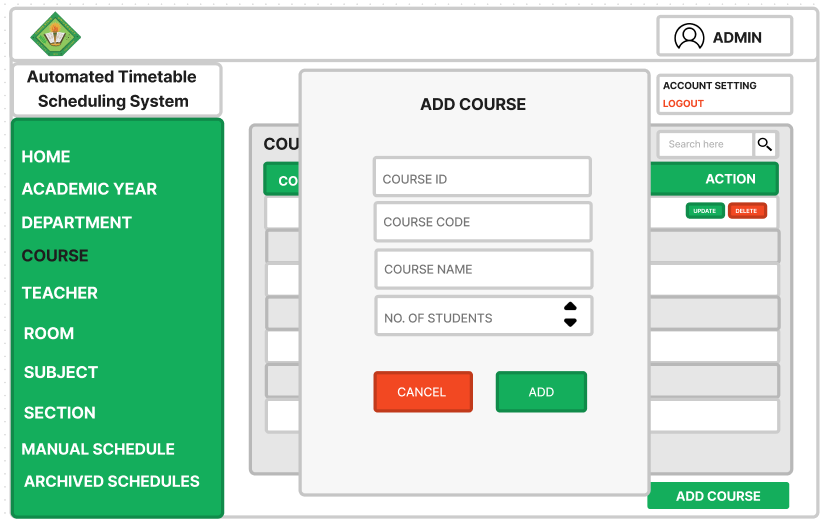 ADMIN
Automated Timetable
Scheduling System
ACCOUNT SETTING
LOGOUT
HOME
ACADEMIC YEAR
DEPARTMENT
COURSE
TEACHER
ROOM
SUBJECT
SECTION
MANUAL SCHEDULE
ARCHIVED SCHEDULES
COU
Search here
CO
ACTION
UPDATE
DELETE
ADD COURSE
COURSE ID
COURSE CODE
COURSE NAME
NO. OF STUDENTS
CANCEL
ADD
ADD COURSE